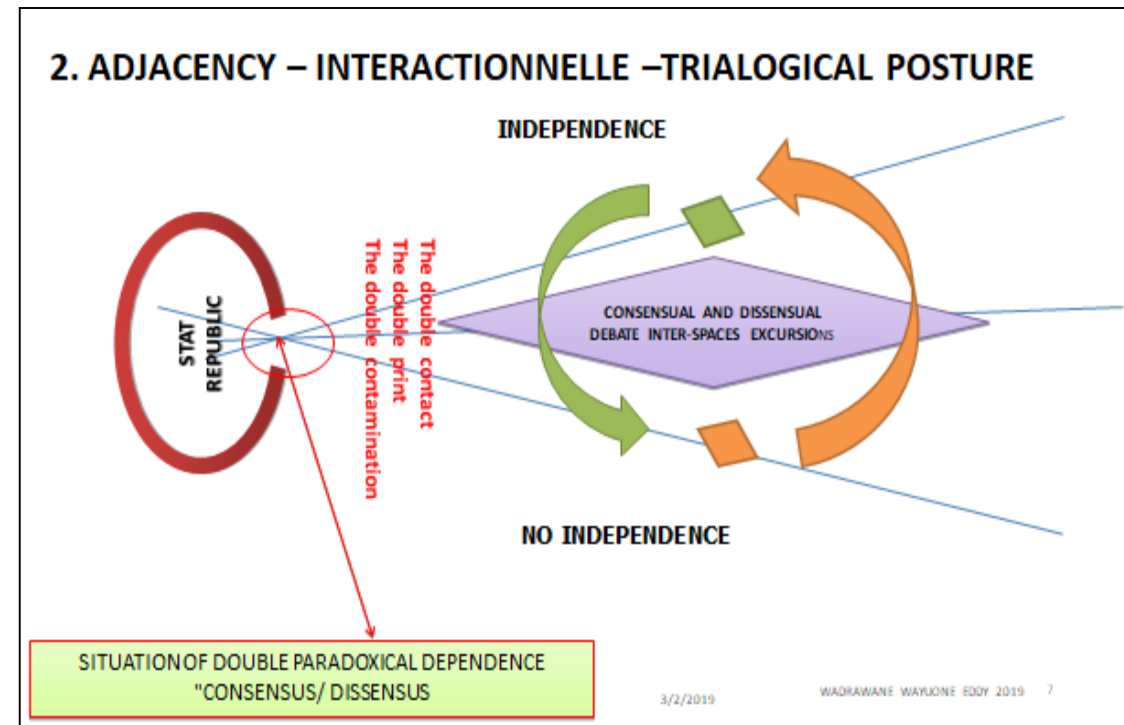 2. ADJACENCY – INTERACTIONNELLE –TRIALOGICAL POSTURE
INDEPENDENCE
STAT
REPUBLIC
The double contact
The double print
The double contamination
CONSENSUAL AND DISSENSUAL
DEBATE INTER-SPACES EXCURSIONS
NO INDEPENDENCE
SITUATION OF DOUBLE PARADOXICAL DEPENDENCE
"CONSENSUS/ DISSENSUS
3/2/2019
WADRAWANE WAYUONE EDDY 2019 7